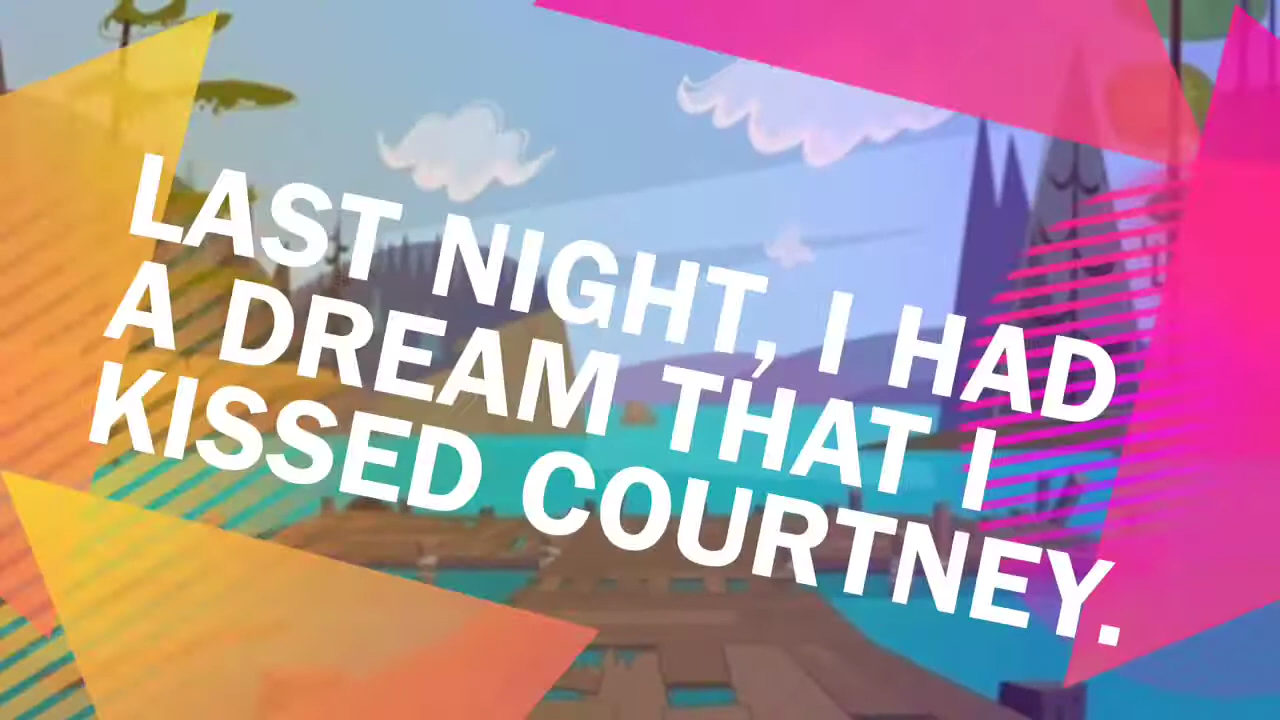 LAST NIGHT, I HAD
A DREAM THAT I
KISSED COURTNEY.